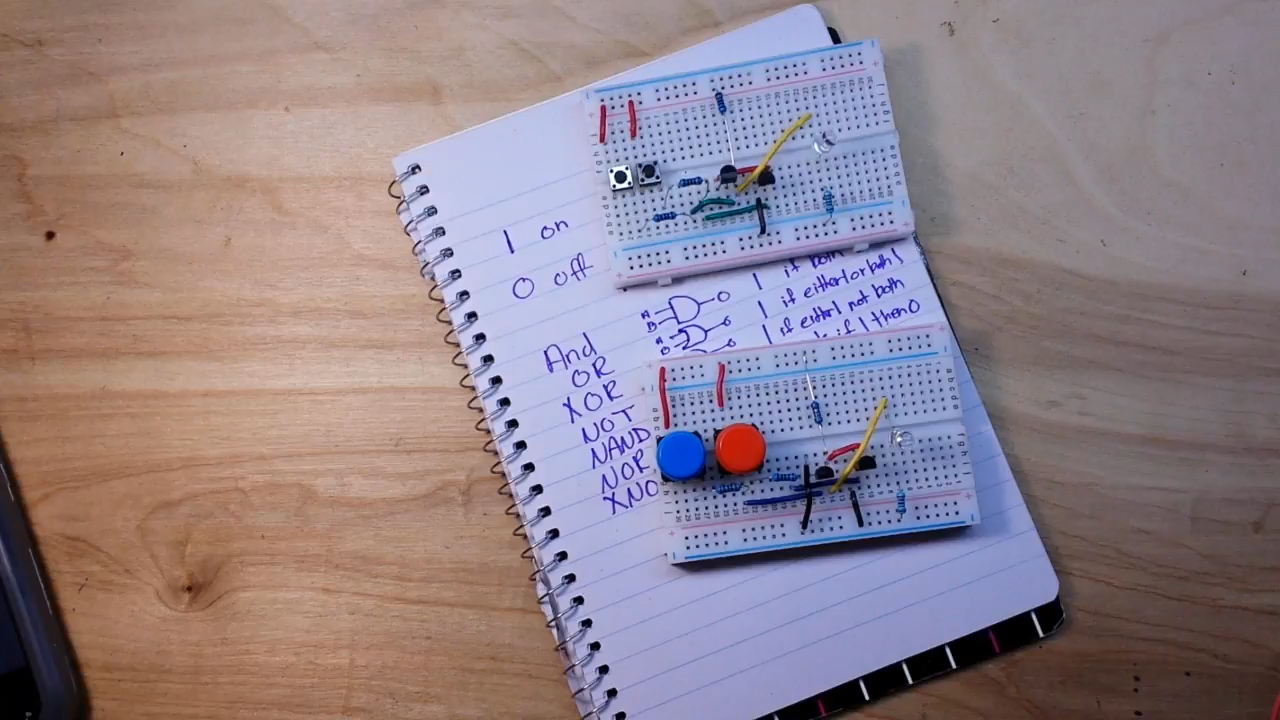 1 on
0 off
1 if both
1 if either (or both)
1 if either 1 not both
if 1 then 0
A
B
A
B
And
OR
XOR
NOT
NAND
NOR
XNO